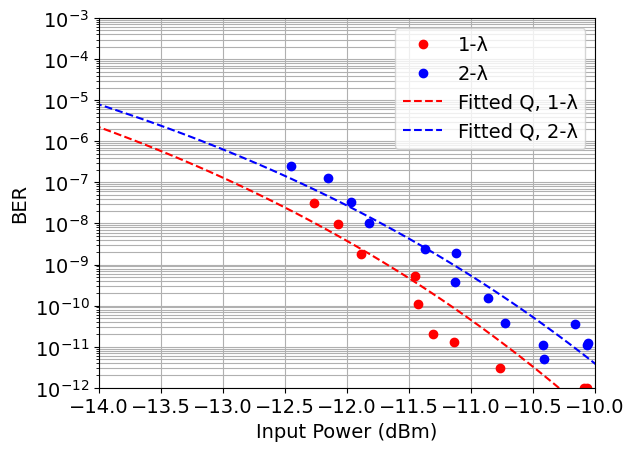 10⁻³
10⁻⁴
10⁻⁵
10⁻⁶
10⁻⁷
10⁻⁸
10⁻⁹
10⁻¹⁰
10⁻¹¹
10⁻¹²
BER
1-λ
2-λ
Fitted Q, 1-λ
Fitted Q, 2-λ
−14.0 −13.5 −13.0 −12.5 −12.0 −11.5 −11.0 −10.5 −10.0
Input Power (dBm)